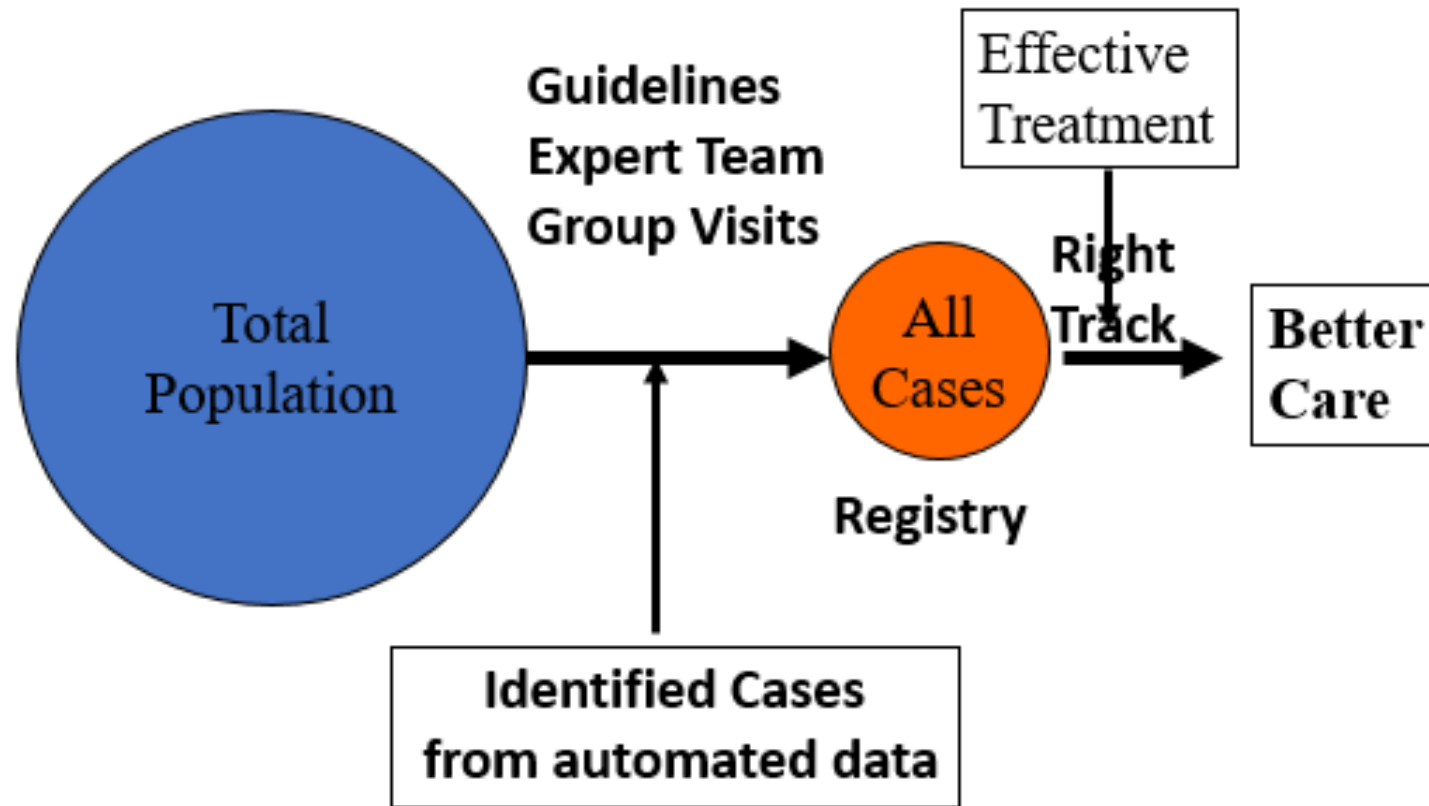 Total
Population
Guidelines
Expert Team
Group Visits
Identified Cases
from automated data
All
Cases
Registry
Effective
Treatment
Right
Track
Better
Care